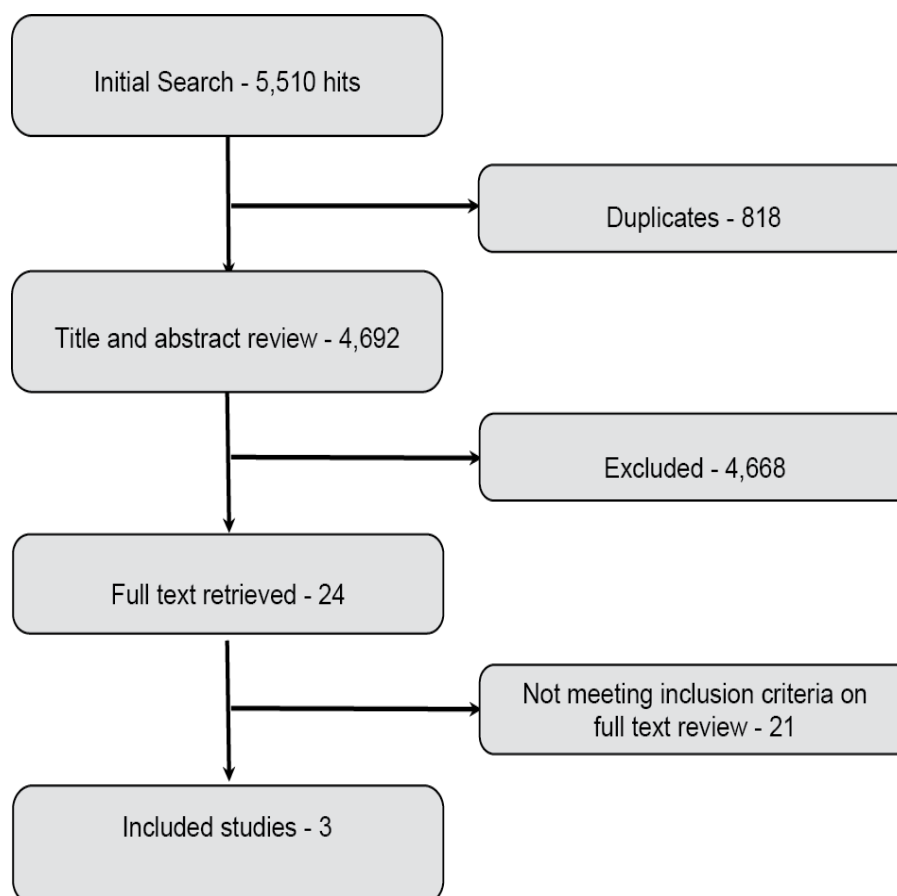 Initial Search - 5,510 hits
Duplicates - 818
Title and abstract review - 4,692
Excluded - 4,668
Full text retrieved - 24
Not meeting inclusion criteria on
full text review - 21
Included studies - 3